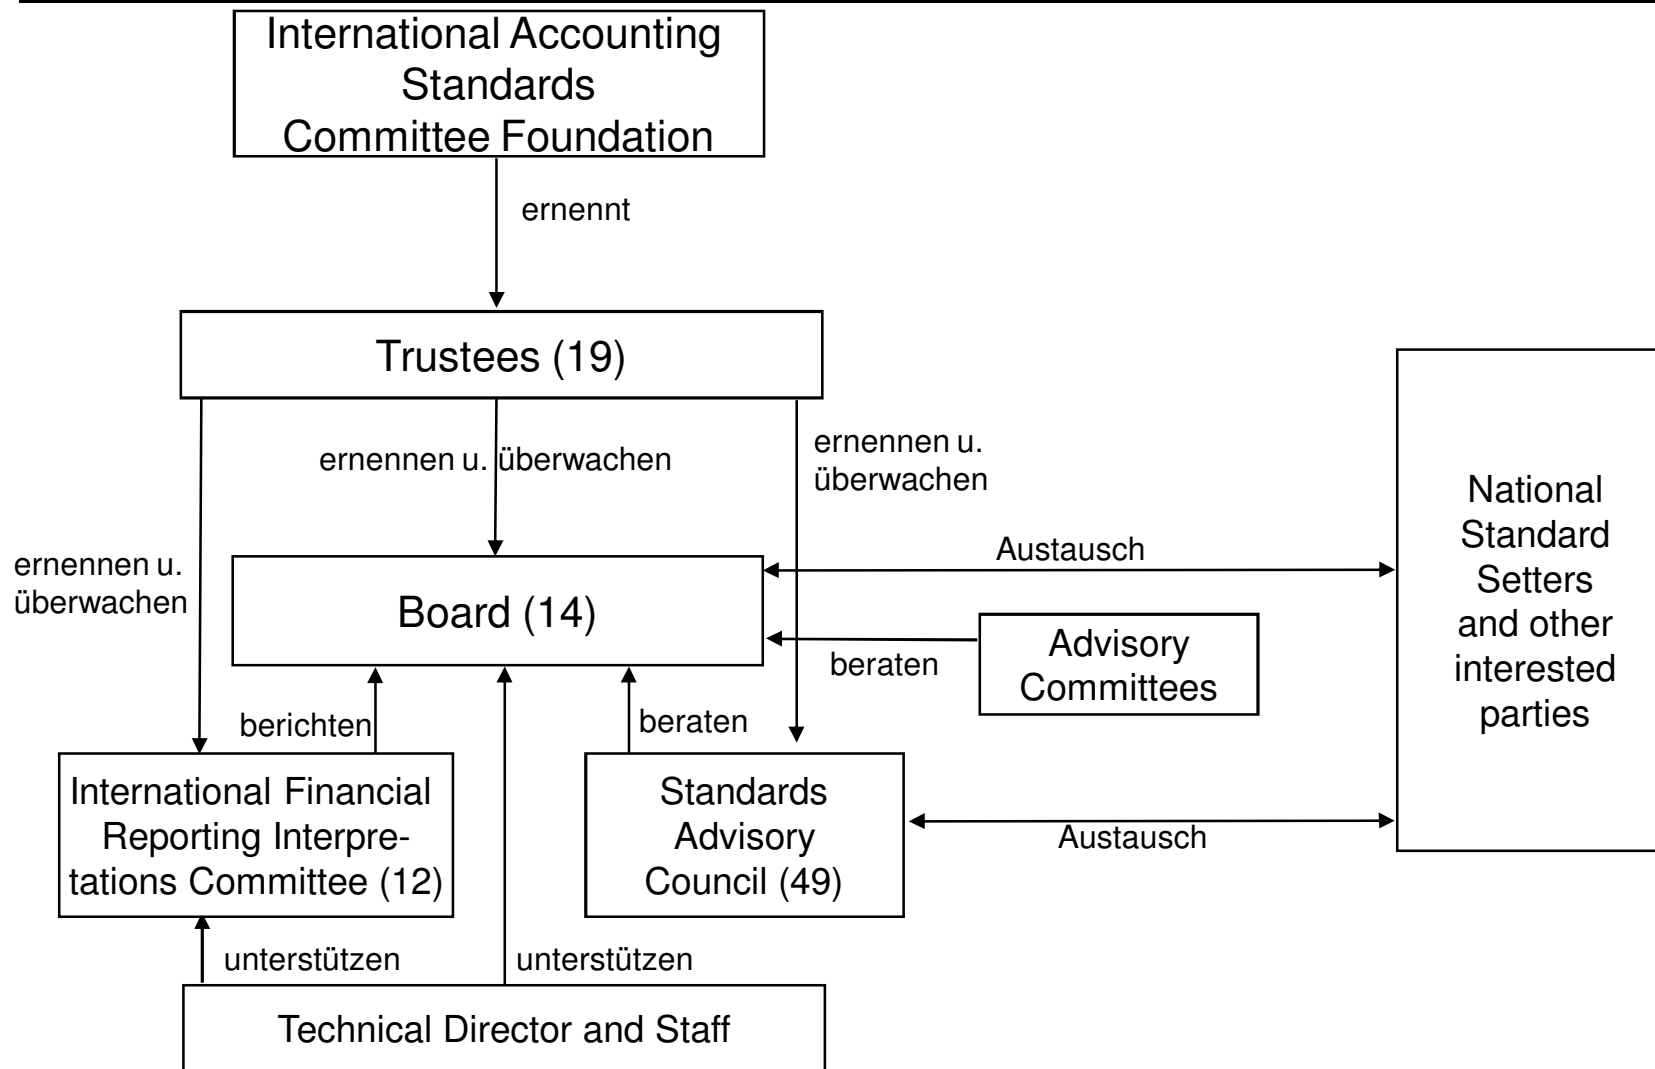 International Accounting
Standards
Committee Foundation
ernennt
Trustees (19)
ernennen u. überwachen
ernennen u.
überwachen
ernennen u.
überwachen
Austausch
Board (14)
beraten
Advisory
Committees
National
Standard
Setters
and other
interested
parties
berichten
beraten
International Financial
Reporting Interpre-
tations Committee (12)
Standards
Advisory
Council (49)
Austausch
unterstützen
unterstützen
Technical Director and Staff